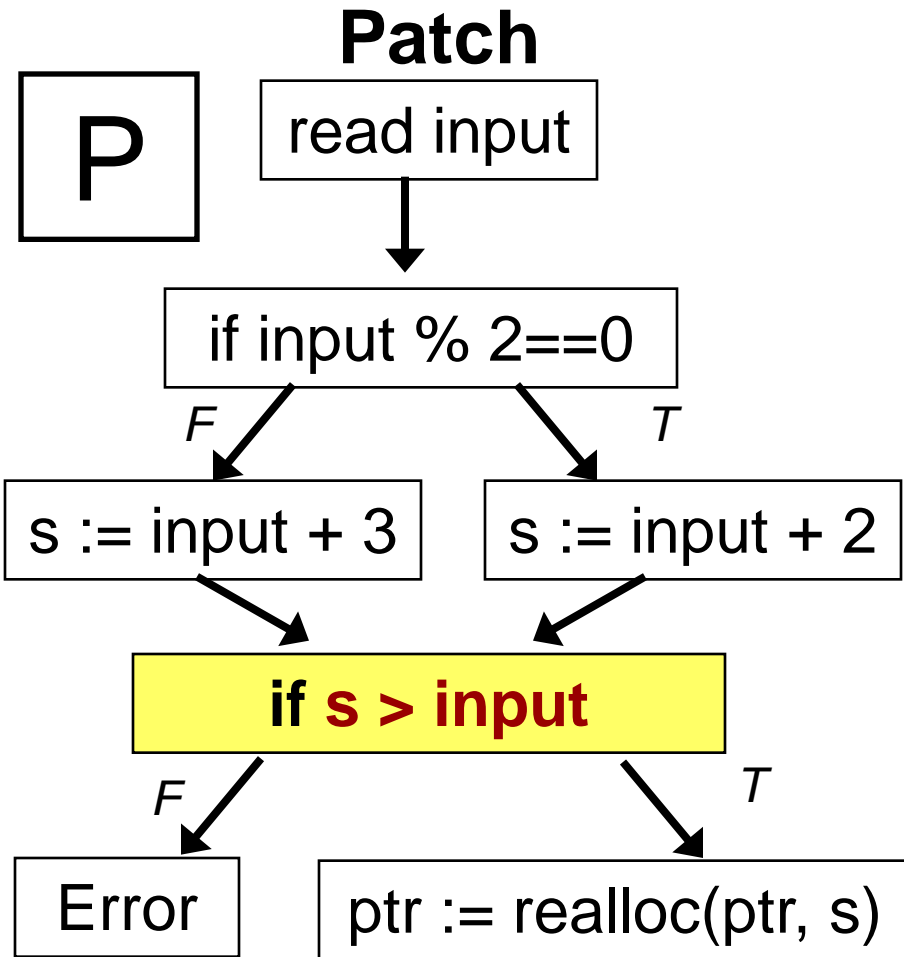 Patch
P
read input
if input % 2==0
F
T
s := input + 3
s := input + 2
if s > input
F
T
Error
ptr := realloc(ptr, s)